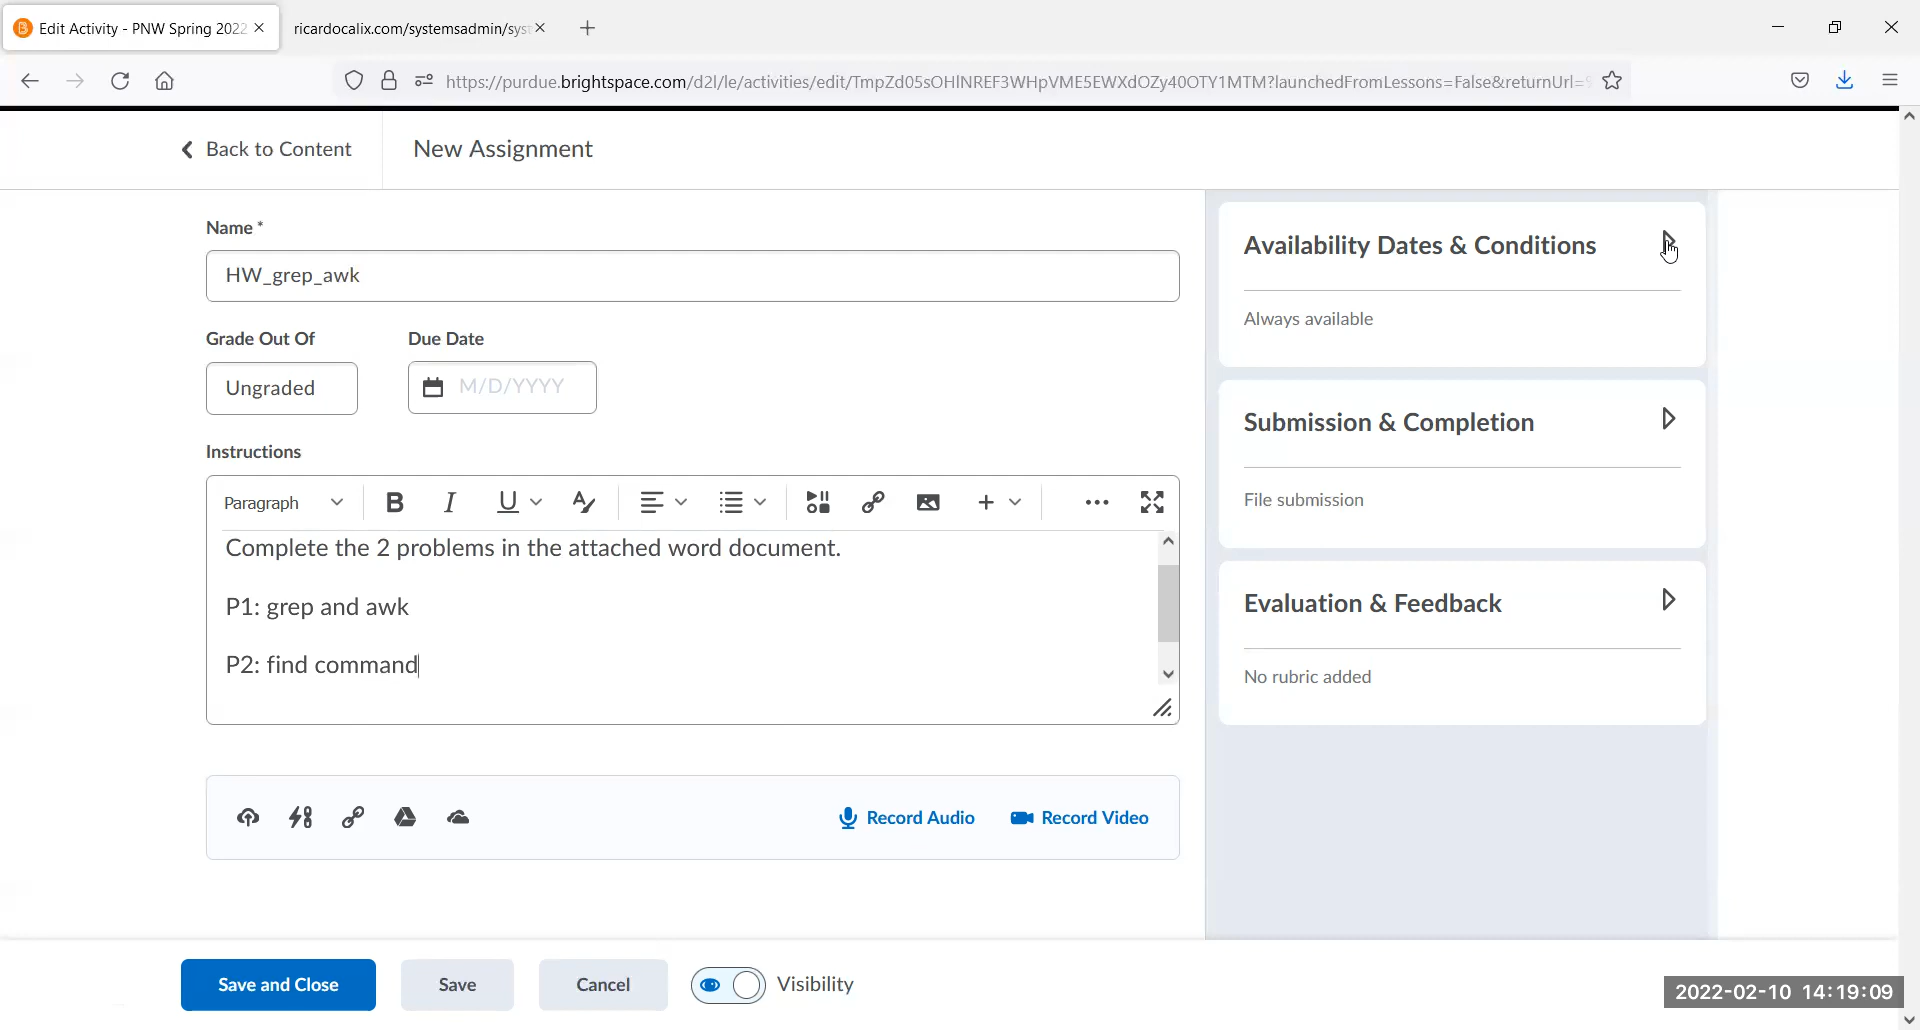 Edit Activity - PNW Spring 2022
ricardocalix.com/systemsadmin/sys
https://purdue.brightspace.com/d2l/le/activities/edit/TmpZd05sOHlNREF3WHpVME5EWXdOZy40OTY1MTM?launchedFromLessons=False&returnUrl=
Back to Content
New Assignment
Name *
HW_grep_awk
Grade Out Of
Due Date
Ungraded
M/D/YYYY
Instructions
Paragraph
Complete the 2 problems in the attached word document.
P1: grep and awk
P2: find command
Record Audio
Record Video
Availability Dates & Conditions
Always available
Submission & Completion
File submission
Evaluation & Feedback
No rubric added
Save and Close
Save
Cancel
Visibility
2022-02-10 14:19:09